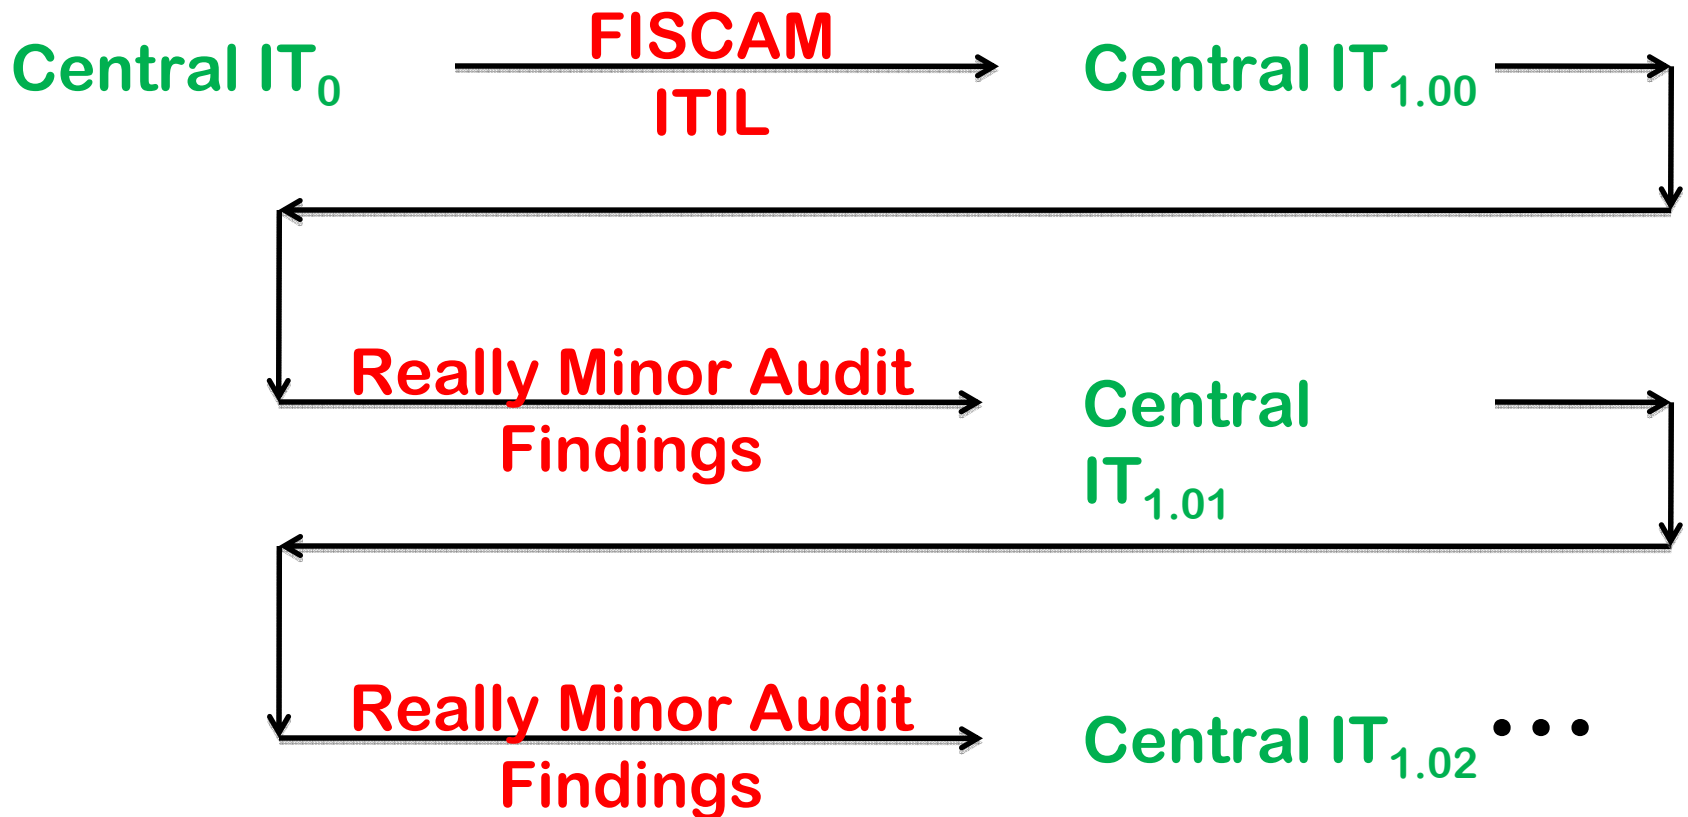 Central IT0 FISCAM Central IT1.00
ITIL
Really Minor Audit Central
Findings IT1.01
Really Minor Audit Central IT1.02 •••
Findings